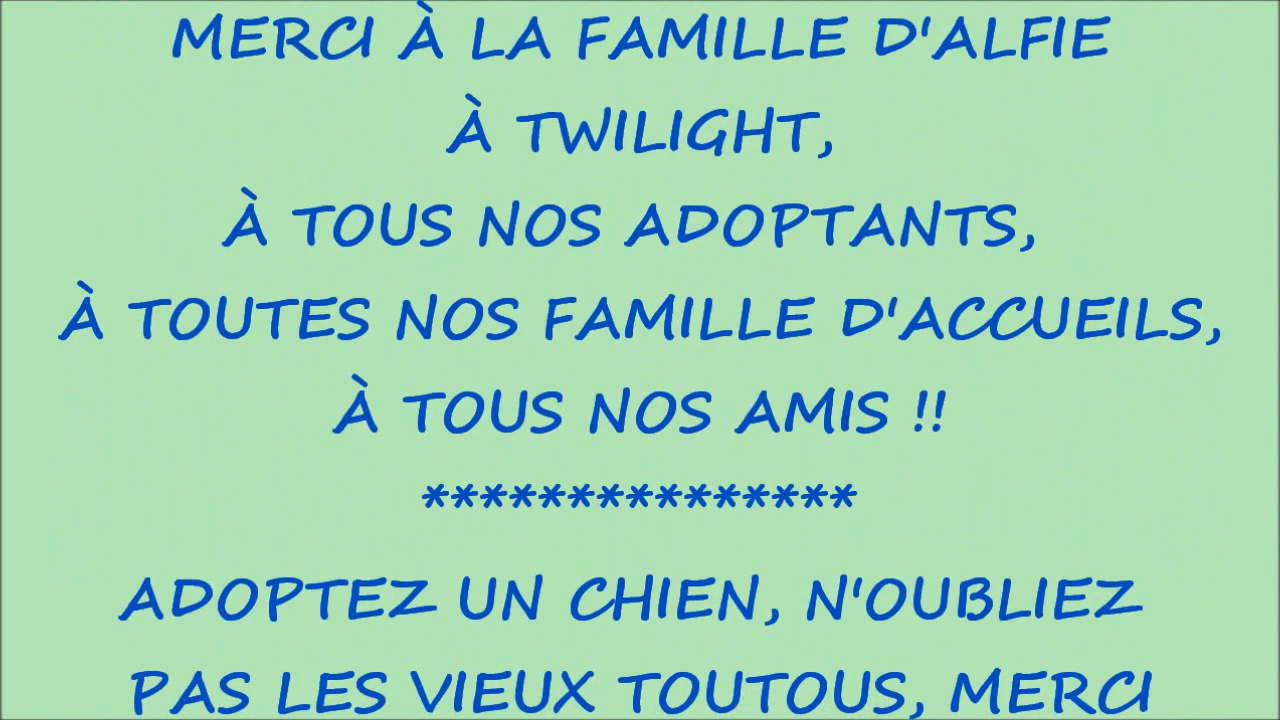 MERCI À LA FAMILLE D'ALFIE
À TWILIGHT,
À TOUS NOS ADOPTANTS,
À TOUTES NOS FAMILLE D'ACCUEILS,
À TOUS NOS AMIS !!
***************
ADOPTEZ UN CHIEN, N'OUBLIEZ
PAS LES VIEUX TOUTOUS, MERCI